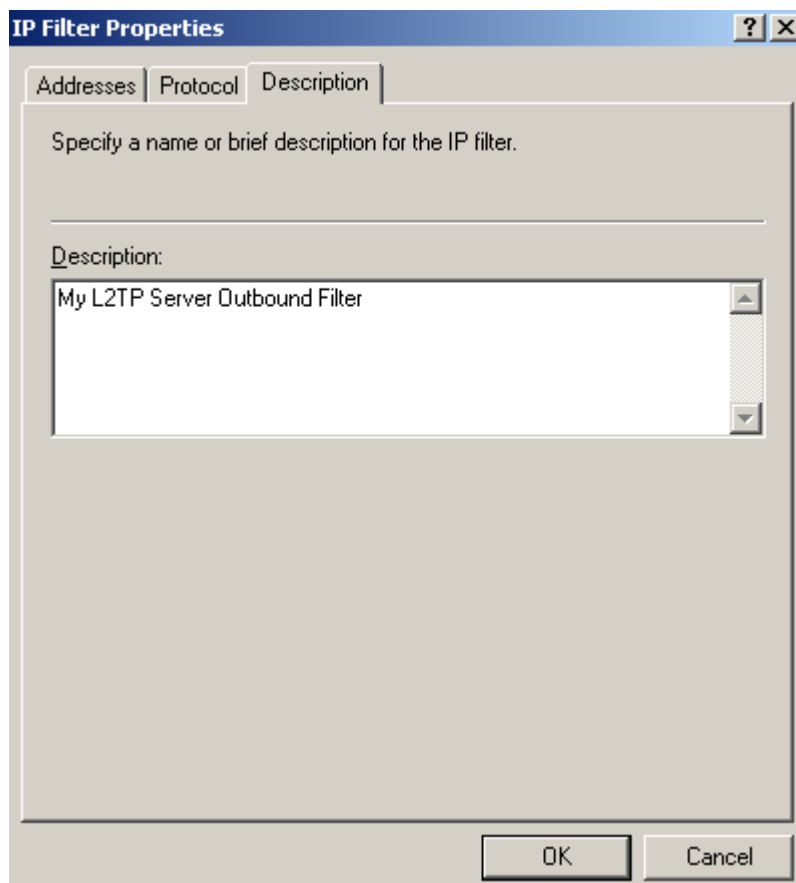 IP Filter Properties
Addresses Protocol Description
Specify a name or brief description for the IP filter.
Description:
My L2TP Server Outbound Filter
OK Cancel